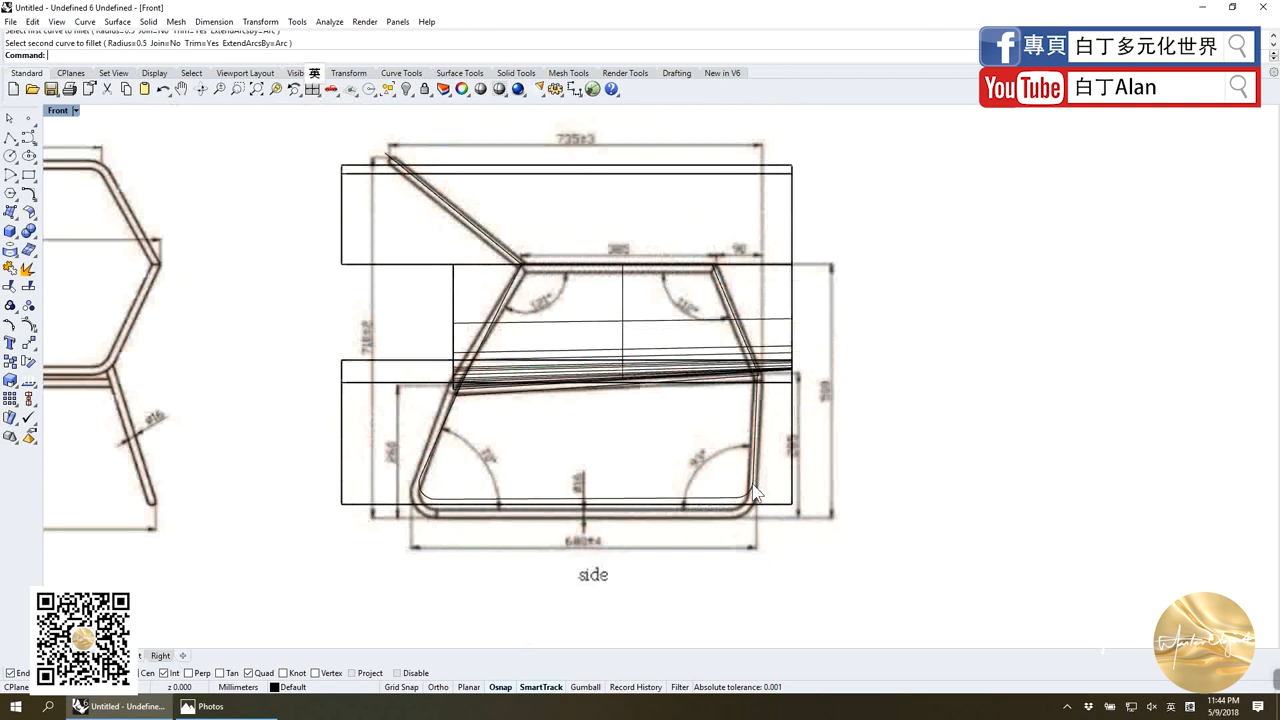 Untitled - Undefined 6 Undefined - [Front]
File Edit View Curve Surface Solid Mesh Dimension Transform Tools Analyze Render Panels Help
Select second curve to fillet ( Radius=0.5 Join=No Trim=Yes ExtendArcsBy=Arc )
Command:
專頁 白丁多元化世界
Standard CPlanes Set View Display Select Viewport Layout 英 Transform Curve Tools Surface Tools Solid Tools Mesh Tools Render Tools Drafting New in V6
YouTube 白丁Alan
Front
735±3
90
ø16
680±4
side
Right
Cen Int Perp Tan Quad Knot Vertex Project Disable
z 0.000 Millimeters Default Grid Snap Ortho Planar Osnap SmartTrack Gumball Record History Filter Absolute tolerance: 0.001
Untitled - Undefine... Photos 英 11:44 PM
5/9/2018